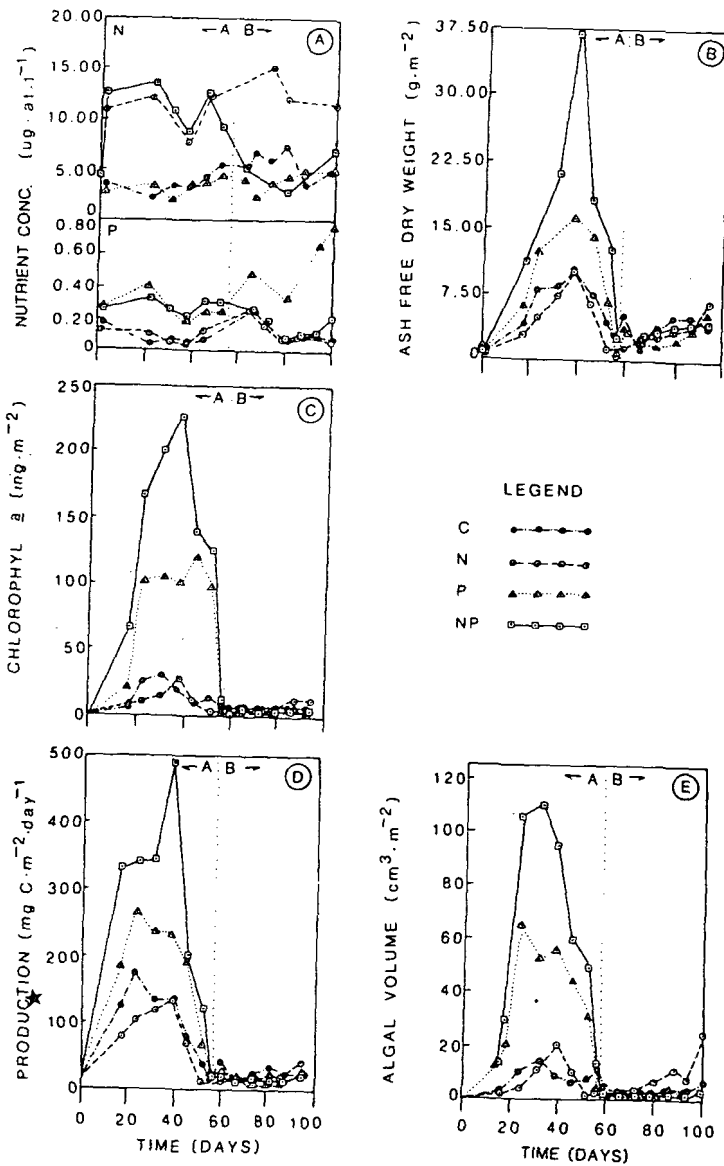 20.00
15.00
10.00
5.00
0
0.80
0.60
0.40
0.20
0
NUTRIENT CONC. (ug·at.l⁻¹)
N
P
←A B→
A
37.50
30.00
22.50
15.00
7.50
0
ASH FREE DRY WEIGHT (g.m⁻²)
←A B→
B
250
200
150
100
50
0
CHLOROPHYL a (mg·m⁻²)
←A B→
C
LEGEND
C
N
P
NP
500
400
300
200
100
0
PRODUCTION (mg C·m⁻²·day⁻¹
←A B→
D
0 20 40 60 80 100
TIME (DAYS)
120
100
80
60
40
20
0
ALGAL VOLUME (cm³·m⁻²)
←A B→
E
0 20 40 60 80 100
TIME (DAYS)